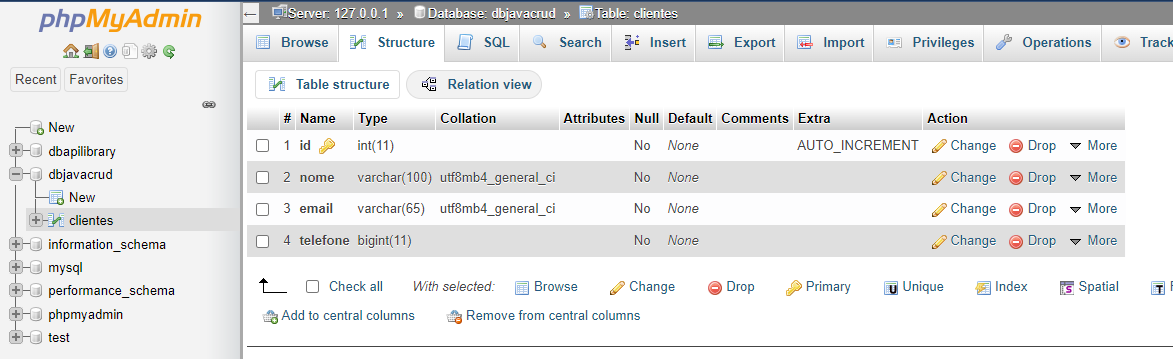 phpMyAdmin
Recent Favorites
New
dbapilibrary
dbjavacrud
New
clientes
information_schema
mysql
performance_schema
phpmyadmin
test
Server: 127.0.0.1 » Database: dbjavacrud » Table: clientes
Browse Structure SQL Search Insert Export Import Privileges Operations Track
Table structure Relation view
# Name Type Collation Attributes Null Default Comments Extra Action
1 id int(11) No None AUTO_INCREMENT Change Drop More
2 nome varchar(100) utf8mb4_general_ci No None Change Drop More
3 email varchar(65) utf8mb4_general_ci No None Change Drop More
4 telefone bigint(11) No None Change Drop More
Check all With selected: Browse Change Drop Primary Unique Index Spatial
Add to central columns Remove from central columns